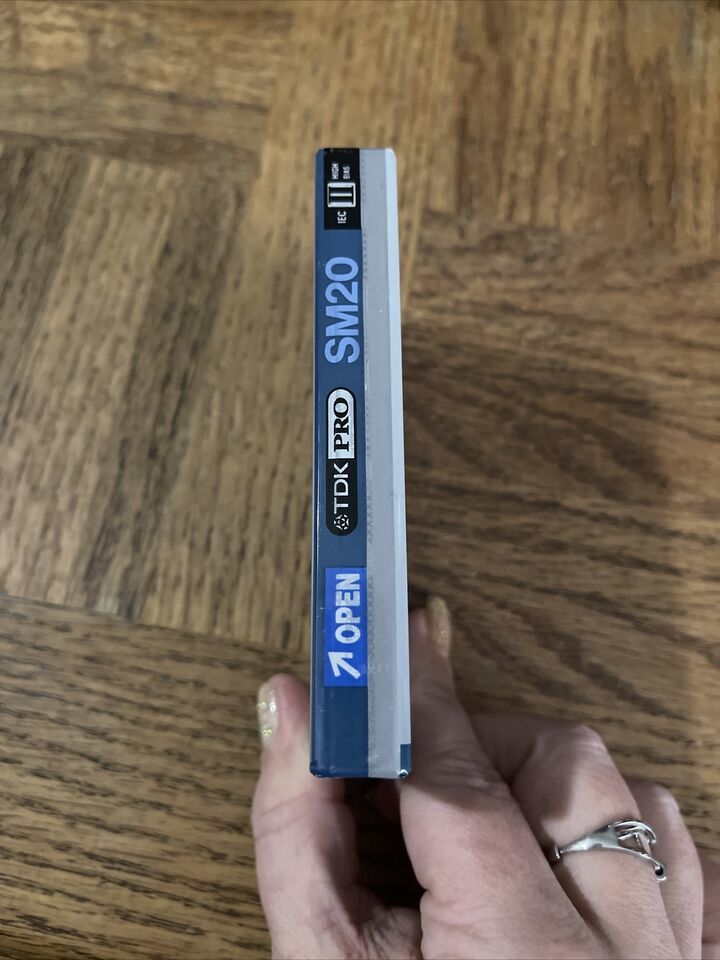 OPEN
TDK PRO
SM20
IEC II HIGH BIAS